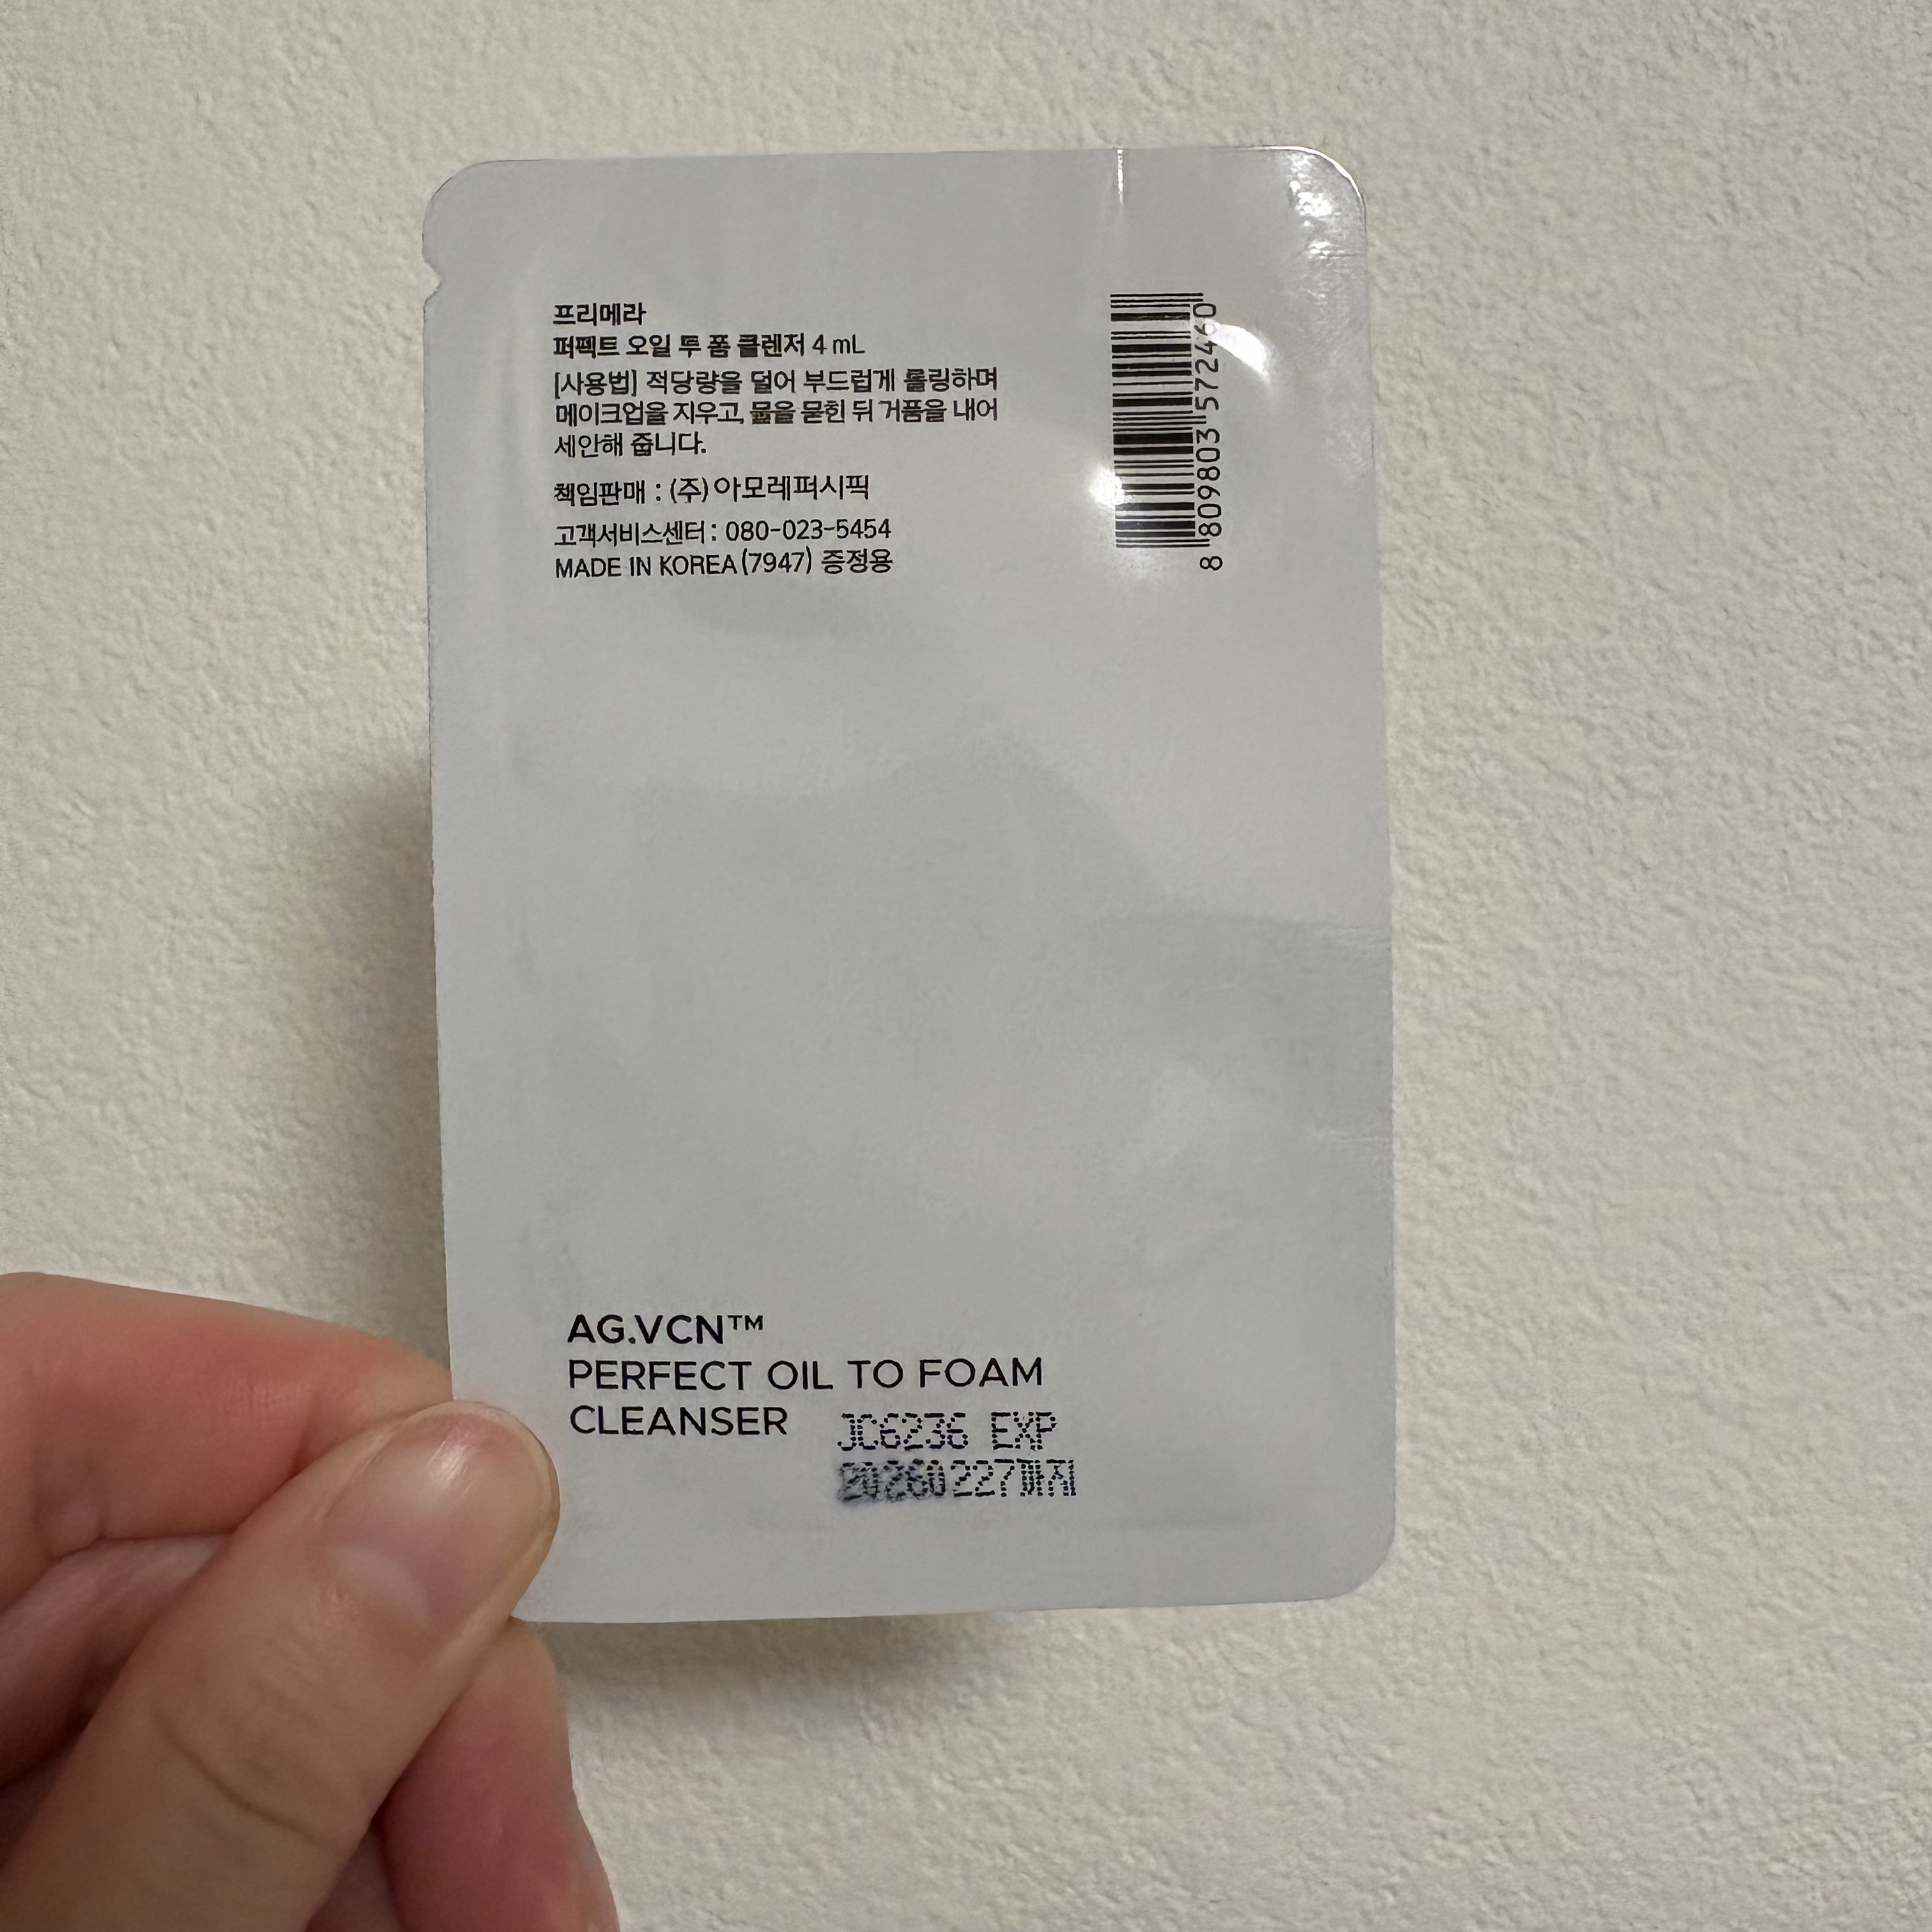 프리메라
퍼펙트 오일 투 폼 클렌저 4 mL
[사용법] 적당량을 덜어 부드럽게 롤링하며
메이크업을 지우고, 물을 묻힌 뒤 거품을 내어
세안해 줍니다.
책임판매 : (주)아모레퍼시픽
고객서비스센터 : 080-023-5454
MADE IN KOREA (7947) 증정용
8 809803 572460
AG.VCN™
PERFECT OIL TO FOAM
CLEANSER
JC6236 EXP
20260227까지